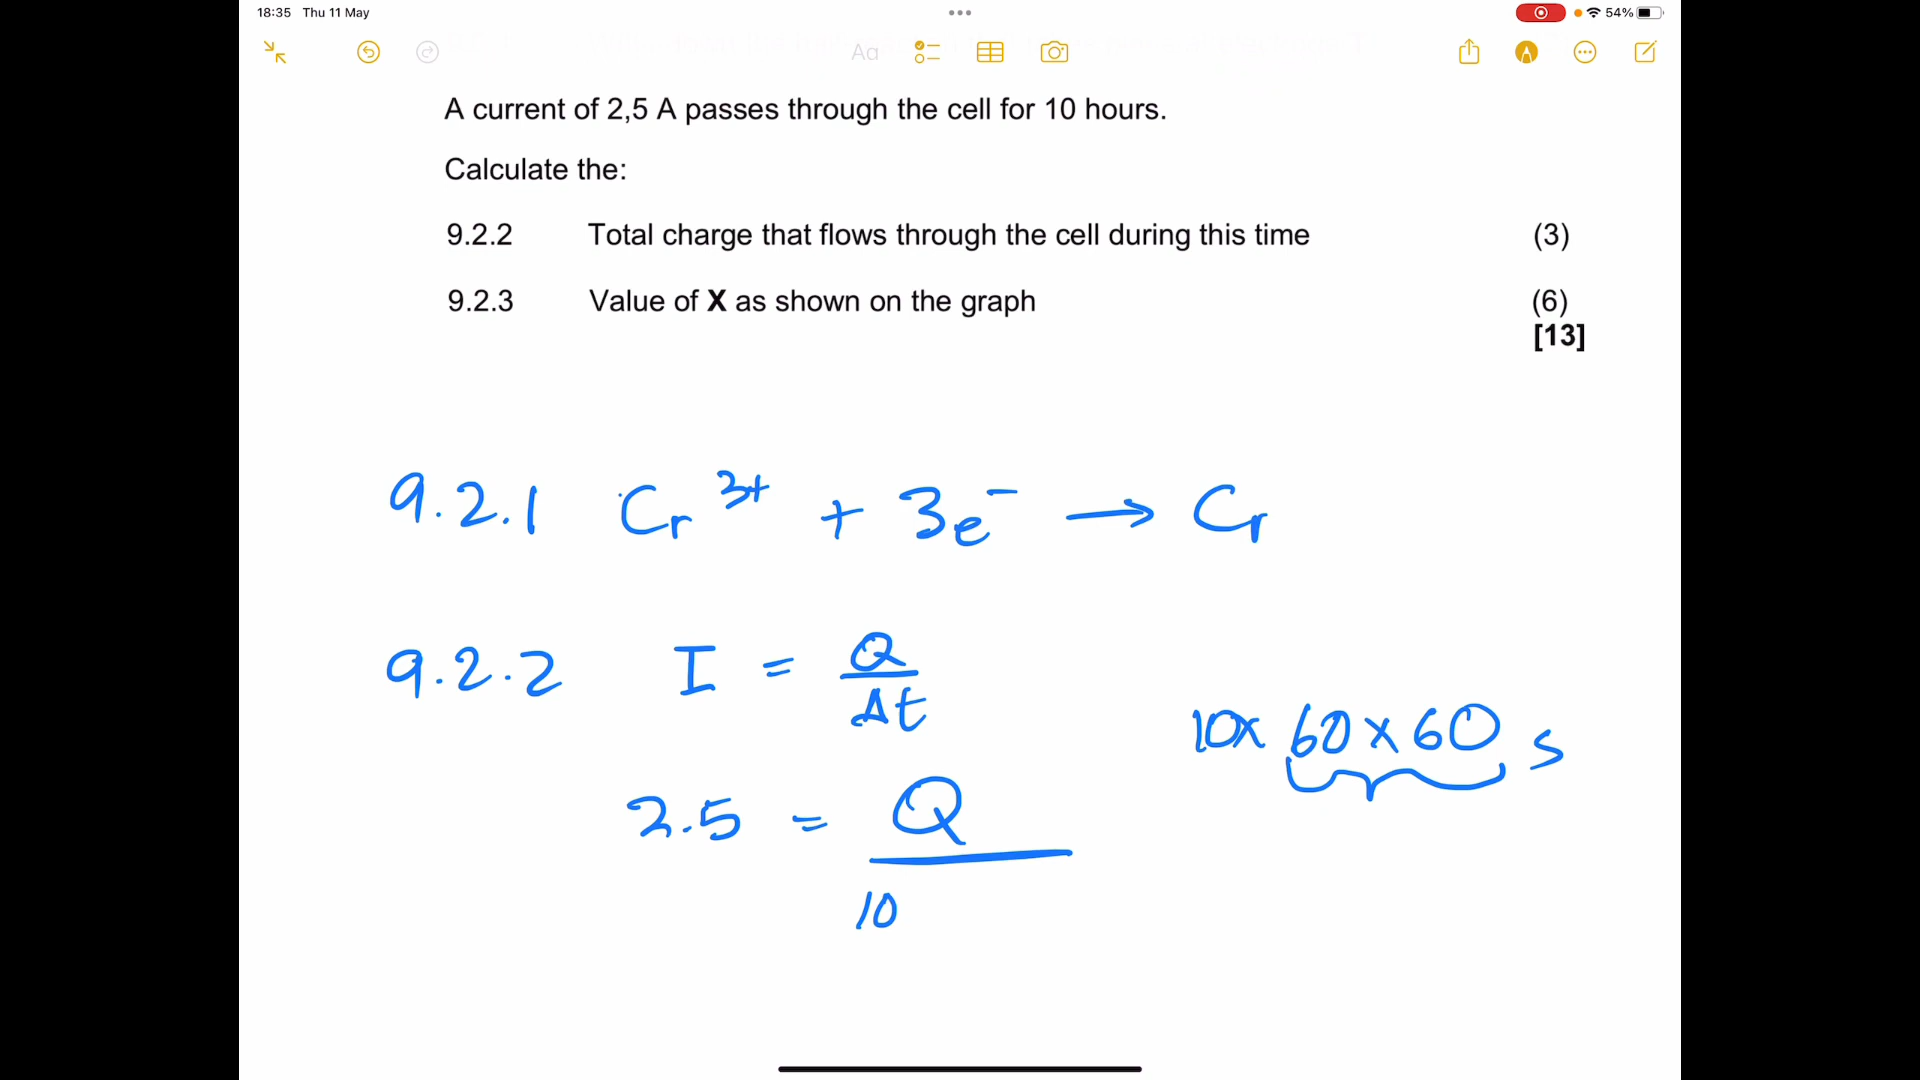 18:35 Thu 11 May
54%
Aa
A current of 2,5 A passes through the cell for 10 hours.
Calculate the:
9.2.2 Total charge that flows through the cell during this time (3)
9.2.3 Value of X as shown on the graph (6)
[13]
9.2.1 Cr³⁺ + 3e⁻ → Cr
9.2.2 I = Q/Δt
10x 60 x 60 s
2.5 = Q
10